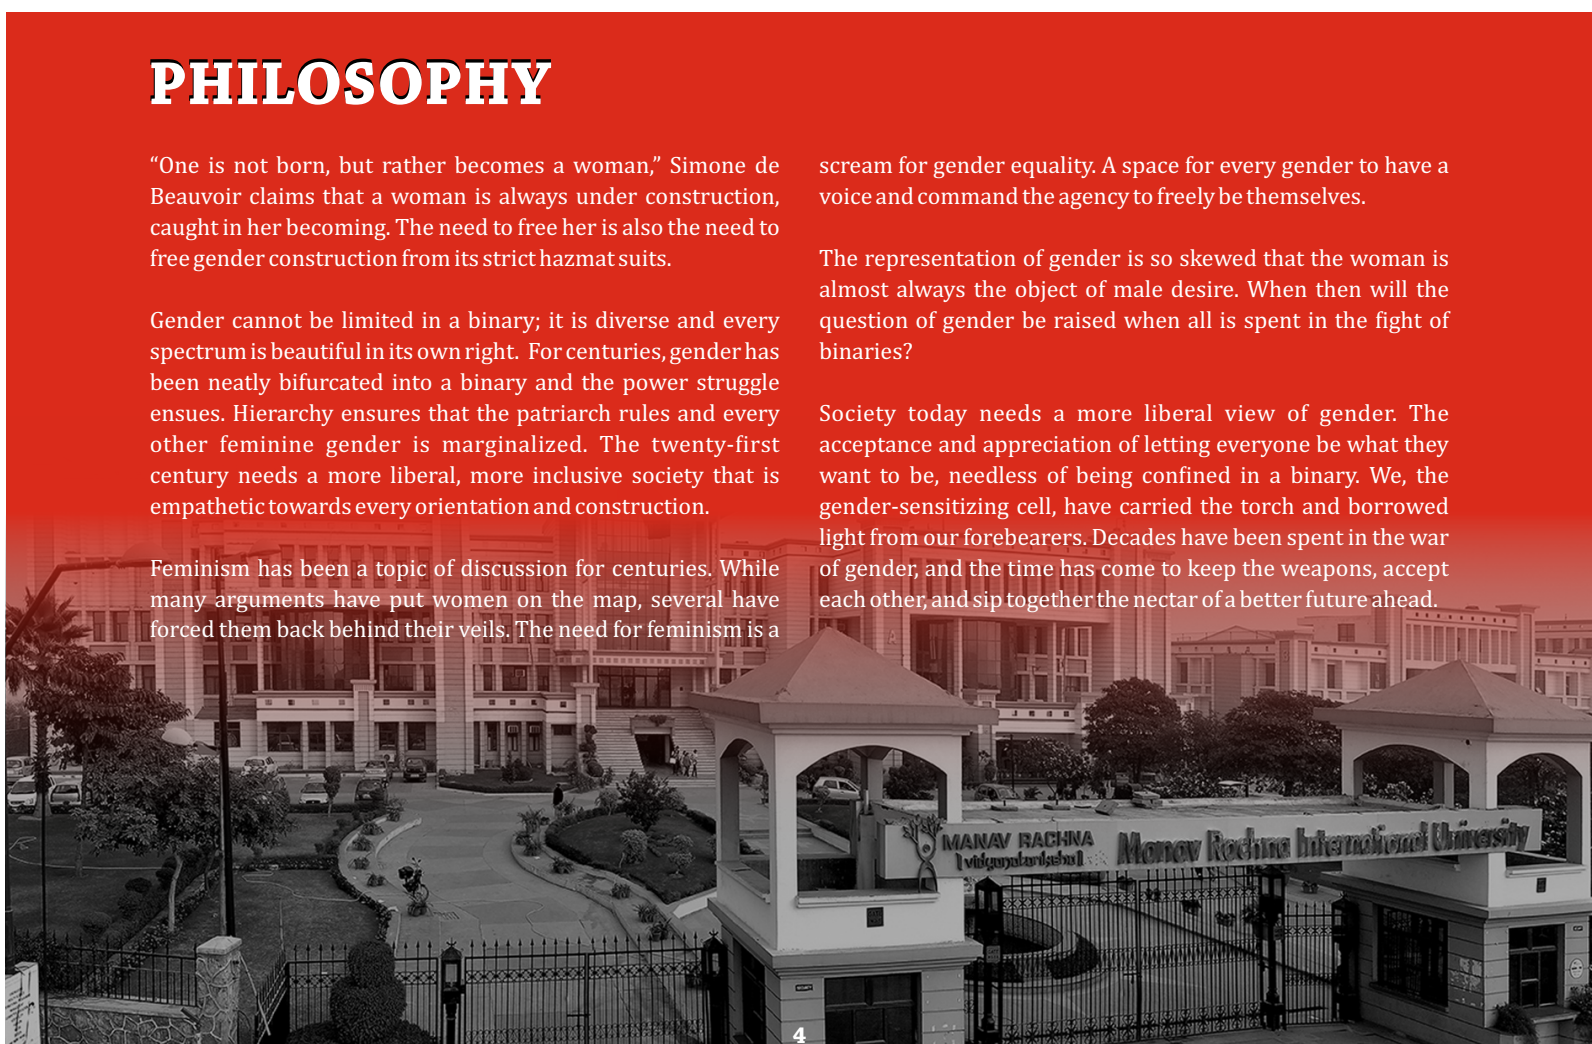 PHILOSOPHY
“One is not born, but rather becomes a woman,” Simone de
Beauvoir claims that a woman is always under construction,
caught in her becoming. The need to free her is also the need to
free gender construction from its strict hazmat suits.
Gender cannot be limited in a binary; it is diverse and every
spectrum is beautiful in its own right. For centuries, gender has
been neatly bifurcated into a binary and the power struggle
ensues. Hierarchy ensures that the patriarch rules and every
other feminine gender is marginalized. The twenty-first
century needs a more liberal, more inclusive society that is
empathetic towards every orientation and construction.
Feminism has been a topic of discussion for centuries. While
many arguments have put women on the map, several have
forced them back behind their veils. The need for feminism is a
scream for gender equality. A space for every gender to have a
voice and command the agency to freely be themselves.
The representation of gender is so skewed that the woman is
almost always the object of male desire. When then will the
question of gender be raised when all is spent in the fight of
binaries?
Society today needs a more liberal view of gender. The
acceptance and appreciation of letting everyone be what they
want to be, needless of being confined in a binary. We, the
gender-sensitizing cell, have carried the torch and borrowed
light from our forebearers. Decades have been spent in the war
of gender, and the time has come to keep the weapons, accept
each other, and sip together the nectar of a better future ahead.
MANAV RACHNA
Manav Rachna International University
4